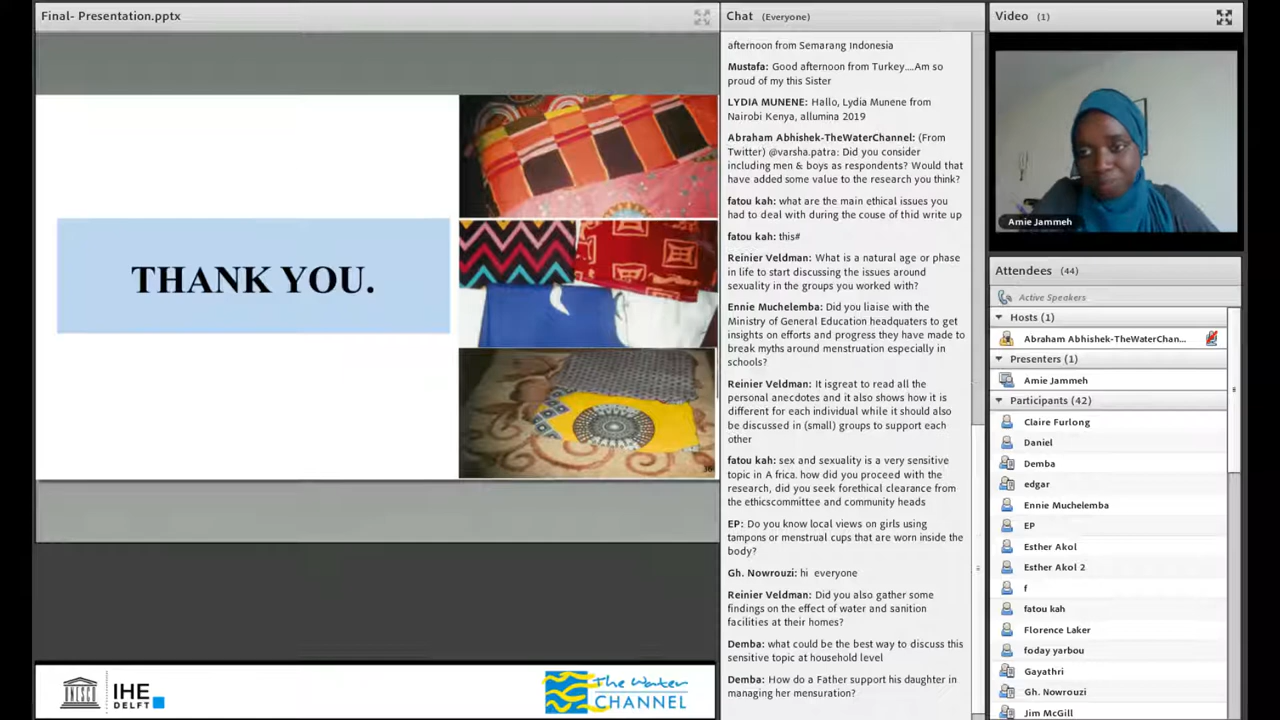 Final- Presentation.pptx
THANK YOU.
36
UNESCO
IHE
DELFT
The Water
CHANNEL
Chat (Everyone)
afternoon from Semarang Indonesia
Mustafa: Good afternoon from Turkey....Am so
proud of my this Sister
LYDIA MUNENE: Hallo, Lydia Munene from
Nairobi Kenya, allumina 2019
Abraham Abhishek-TheWaterChannel: (From
Twitter) @varsha.patra: Did you consider
including men & boys as respondents? Would that
have added some value to the research you think?
fatou kah: what are the main ethical issues you
had to deal with during the couse of thid write up
fatou kah: this#
Reinier Veldman: What is a natural age or phase
in life to start discussing the issues around
sexuality in the groups you worked with?
Ennie Muchelemba: Did you liaise with the
Ministry of General Education headquaters to get
insights on efforts and progress they have made to
break myths around menstruation especially in
schools?
Reinier Veldman: It isgreat to read all the
personal anecdotes and it also shows how it is
different for each individual while it should also
be discussed in (small) groups to support each
other
fatou kah: sex and sexuality is a very sensitive
topic in A frica. how did you proceed with the
research, did you seek forethical clearance from
the ethicscommittee and community heads
EP: Do you know local views on girls using
tampons or menstrual cups that are worn inside the
body?
Gh. Nowrouzi: hi everyone
Reinier Veldman: Did you also gather some
findings on the effect of water and sanition
facilities at their homes?
Demba: what could be the best way to discuss this
sensitive topic at household level
Demba: How do a Father support his daughter in
managing her mensuration?
Video (1)
Amie Jammeh
Attendees (44)
Active Speakers
Hosts (1)
Abraham Abhishek-TheWaterChan...
Presenters (1)
Amie Jammeh
Participants (42)
Claire Furlong
Daniel
Demba
edgar
Ennie Muchelemba
EP
Esther Akol
Esther Akol 2
f
fatou kah
Florence Laker
foday yarbou
Gayathri
Gh. Nowrouzi
Jim McGill